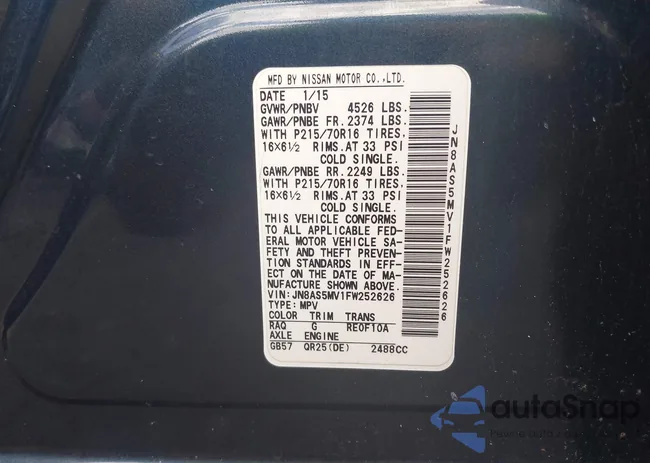 MFD BY NISSAN MOTOR CO.,LTD.
DATE 1/15
GVWR/PNBV 4526 LBS.
GAWR/PNBE FR. 2374 LBS.
WITH P215/70R16 TIRES,
16×6½ RIMS.AT 33 PSI
COLD SINGLE.
GAWR/PNBE RR. 2249 LBS.
WITH P215/70R16 TIRES,
16×6½ RIMS.AT 33 PSI
COLD SINGLE.
THIS VEHICLE CONFORMS
TO ALL APPLICABLE FED-
ERAL MOTOR VEHICLE SA-
FETY AND THEFT PREVEN-
TION STANDARDS IN EFF-
ECT ON THE DATE OF MA-
NUFACTURE SHOWN ABOVE.
VIN:JN8AS5MV1FW252626
TYPE:MPV
COLOR TRIM TRANS
RAQ G RE0F10A
AXLE ENGINE
GB57 QR25(DE) 2488CC
JN8AS5MV1FW252626
autoSnap